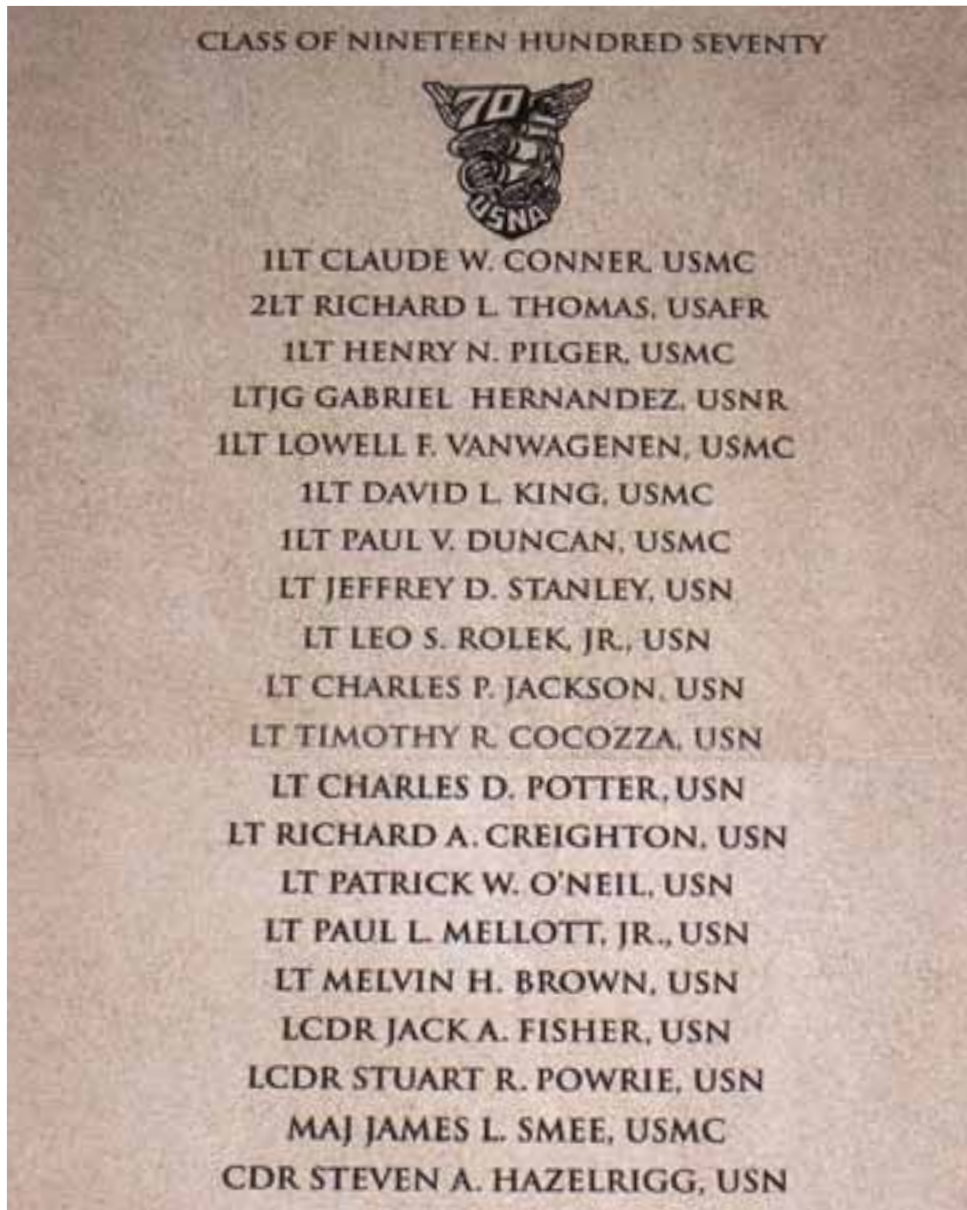 CLASS OF NINETEEN HUNDRED SEVENTY
70
USNA
1LT CLAUDE W. CONNER, USMC
2LT RICHARD L. THOMAS, USAFR
1LT HENRY N. PILGER, USMC
LTJG GABRIEL HERNANDEZ, USNR
1LT LOWELL F. VANWAGENEN, USMC
1LT DAVID L. KING, USMC
1LT PAUL V. DUNCAN, USMC
LT JEFFREY D. STANLEY, USN
LT LEO S. ROLEK, JR., USN
LT CHARLES P. JACKSON, USN
LT TIMOTHY R. COCOZZA, USN
LT CHARLES D. POTTER, USN
LT RICHARD A. CREIGHTON, USN
LT PATRICK W. O'NEIL, USN
LT PAUL L. MELLOTT, JR., USN
LT MELVIN H. BROWN, USN
LCDR JACK A. FISHER, USN
LCDR STUART R. POWRIE, USN
MAJ JAMES L. SMEE, USMC
CDR STEVEN A. HAZELRIGG, USN